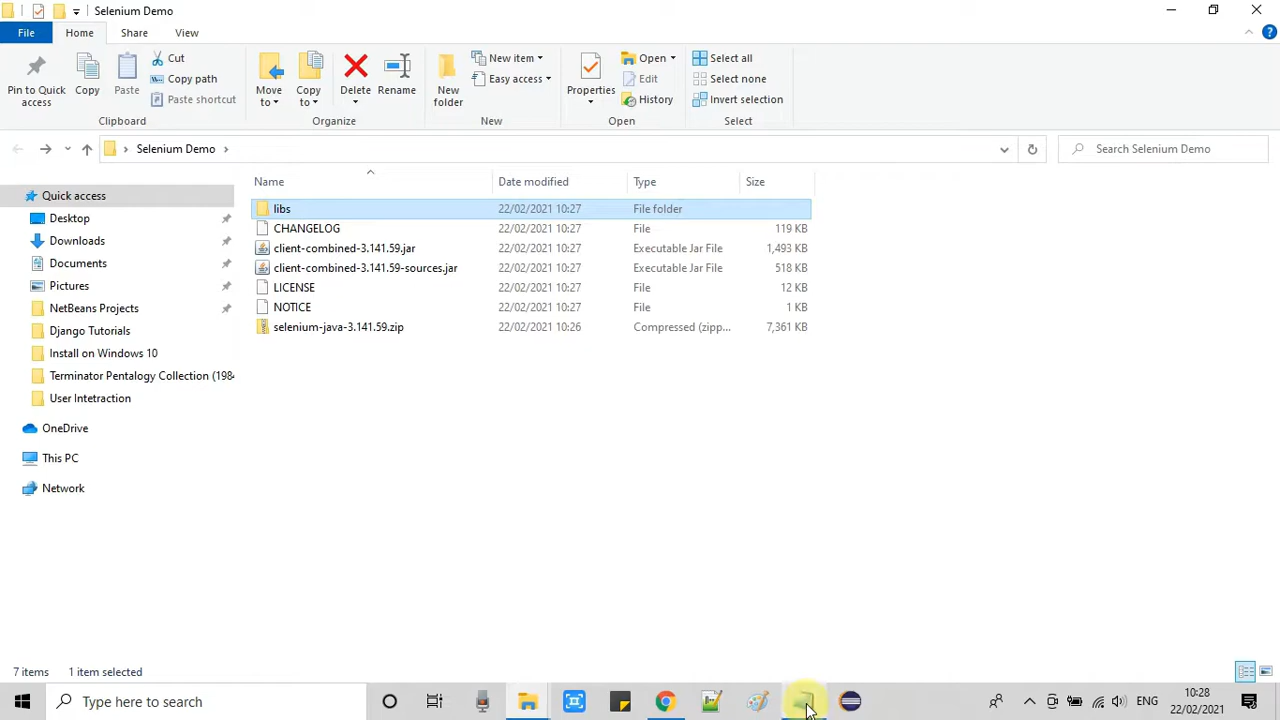 Selenium Demo
File Home Share View
Pin to Quick access
Copy
Paste
Cut
Copy path
Paste shortcut
Clipboard
Move to
Copy to
Delete
Rename
Organize
New folder
New item
Easy access
New
Properties
Open
Edit
History
Open
Select all
Select none
Invert selection
Select
Selenium Demo
Search Selenium Demo
Quick access
Desktop
Downloads
Documents
Pictures
NetBeans Projects
Django Tutorials
Install on Windows 10
Terminator Pentalogy Collection (198
User Intetraction
OneDrive
This PC
Network
Name Date modified Type Size
libs 22/02/2021 10:27 File folder
CHANGELOG 22/02/2021 10:27 File 119 KB
client-combined-3.141.59.jar 22/02/2021 10:27 Executable Jar File 1,493 KB
client-combined-3.141.59-sources.jar 22/02/2021 10:27 Executable Jar File 518 KB
LICENSE 22/02/2021 10:27 File 12 KB
NOTICE 22/02/2021 10:27 File 1 KB
selenium-java-3.141.59.zip 22/02/2021 10:26 Compressed (zipp... 7,361 KB
7 items 1 item selected
Type here to search
ENG
10:28
22/02/2021